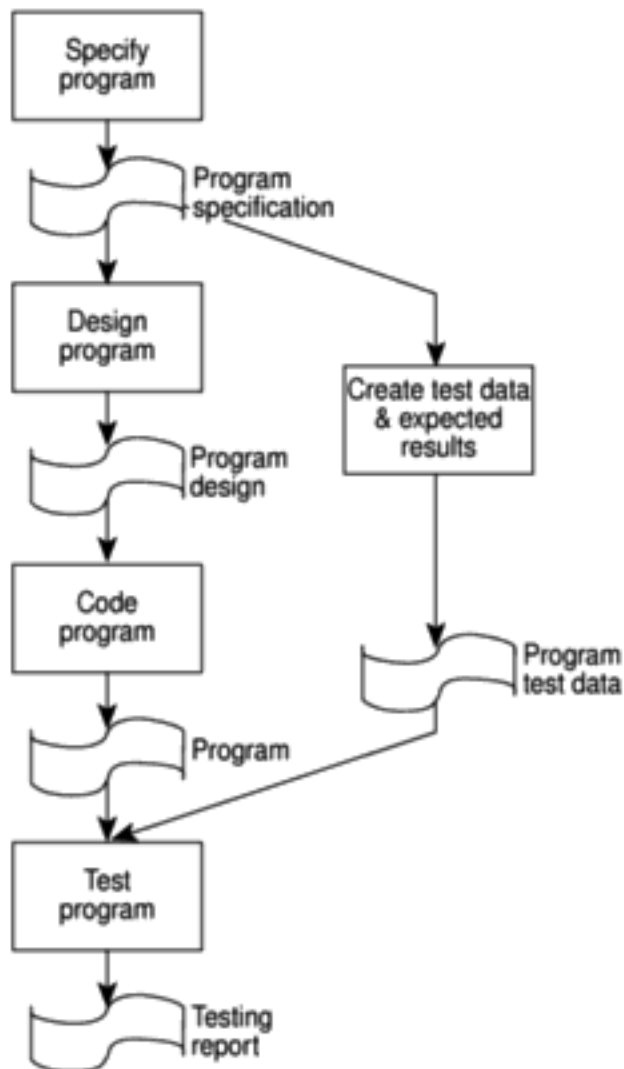 Specify
program
Program
specification
Design
program
Create test data
& expected
results
Program
design
Code
program
Program
test data
Program
Test
program
Testing
report